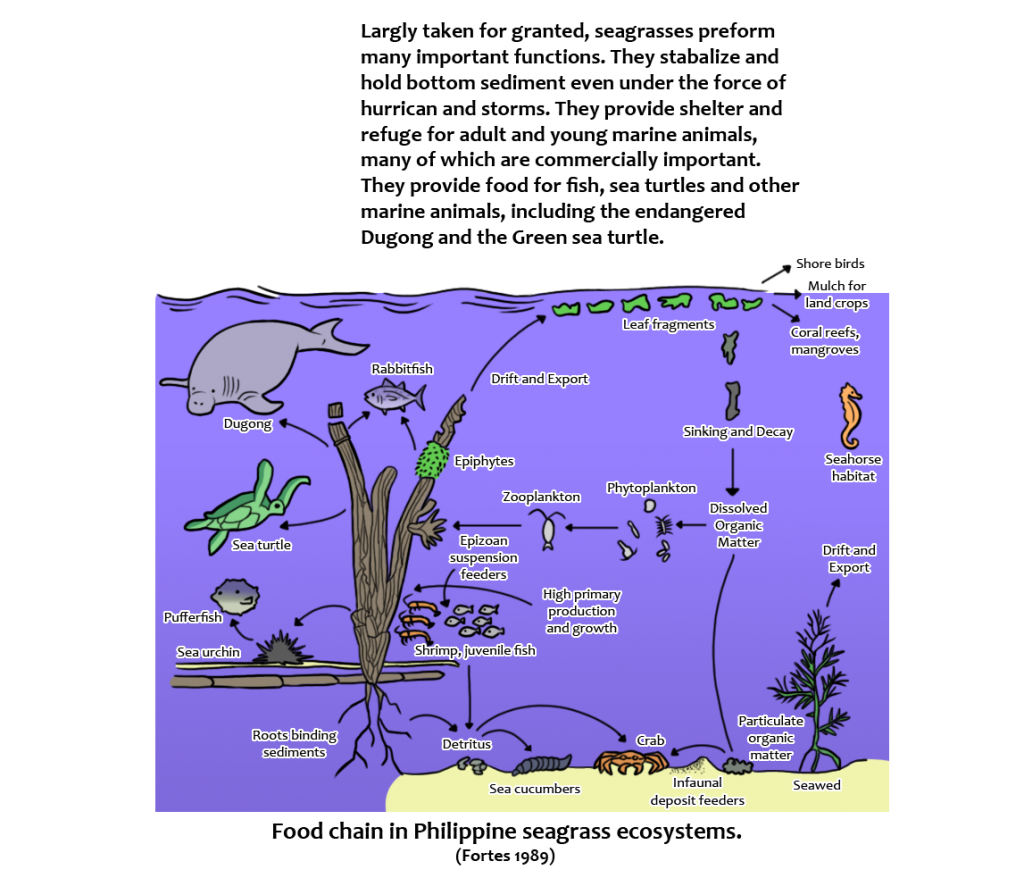 Largly taken for granted, seagrasses preform
many important functions. They stabalize and
hold bottom sediment even under the force of
hurrican and storms. They provide shelter and
refuge for adult and young marine animals,
many of which are commercially important.
They provide food for fish, sea turtles and other
marine animals, including the endangered
Dugong and the Green sea turtle.
Shore birds
Mulch for
land crops
Leaf fragments
Coral reefs,
mangroves
Rabbitfish
Drift and Export
Dugong
Sinking and Decay
Epiphytes
Seahorse
habitat
Phytoplankton
Zooplankton
Dissolved
Organic
Matter
Sea turtle
Epizoan
suspension
feeders
Drift and
Export
High primary
production
and growth
Pufferfish
Sea urchin
Shrimp, juvenile fish
Roots binding
sediments
Detritus
Crab
Particulate
organic
matter
Sea cucumbers
Infaunal
deposit feeders
Seawed
Food chain in Philippine seagrass ecosystems.
(Fortes 1989)